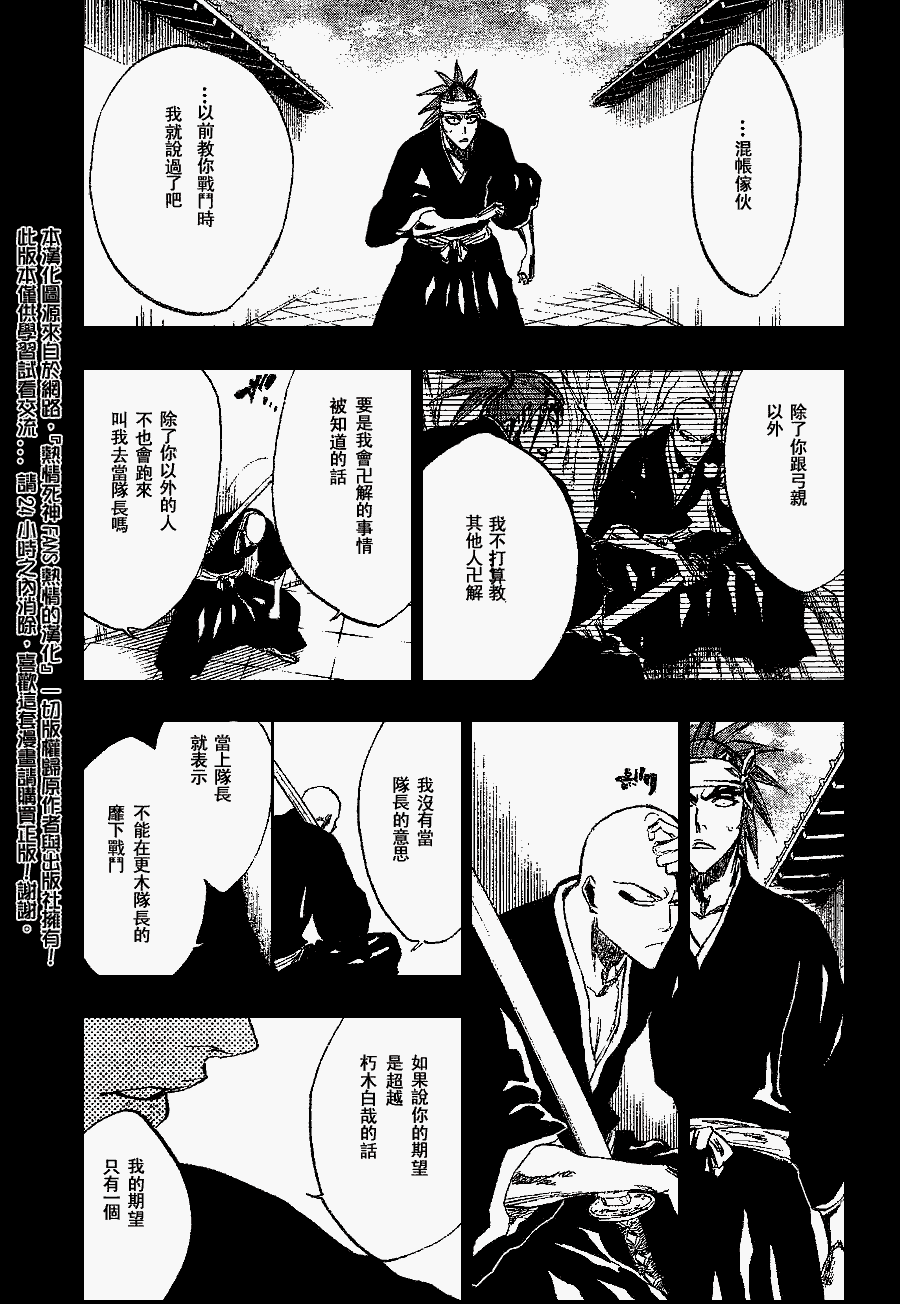 …混帳傢伙
…以前教你戰鬥時
我就說過了吧
除了你跟弓親
以外
我不打算教
其他人卍解
要是我會卍解的事情
被知道的話
除了你以外的人
不也會跑來
叫我去當隊長嗎
我沒有當
隊長的意思
當上隊長
就表示
不能在更木隊長的
麾下戰鬥
如果說你的期望
是超越
朽木白哉的話
我的期望
只有一個
本漢化圖源來自於網路，『熱情死神FANS熱情的漢化』一切版權歸原作者與出版社擁有！
此版本僅供學習試看交流... 請24小時之內消除，喜歡這套漫畫請購買正版！謝謝。